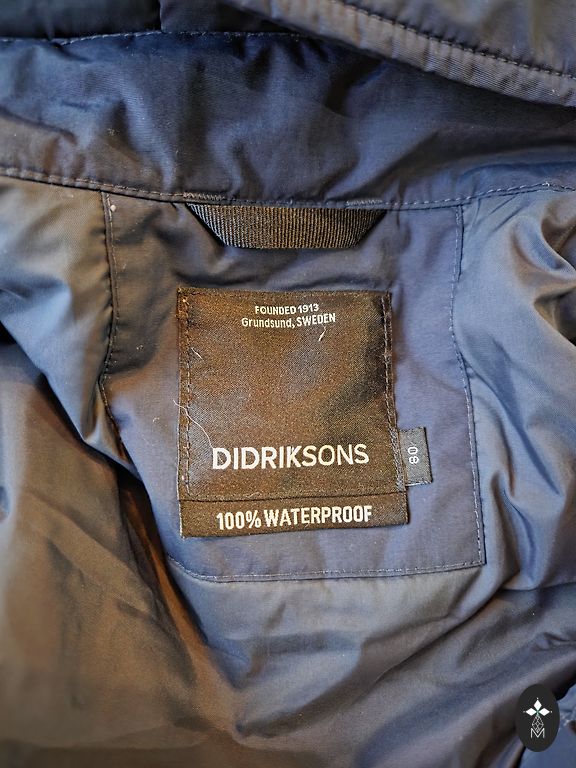 FOUNDED 1913
Grundsund, SWEDEN
DIDRIKSONS
80
100% WATERPROOF
M